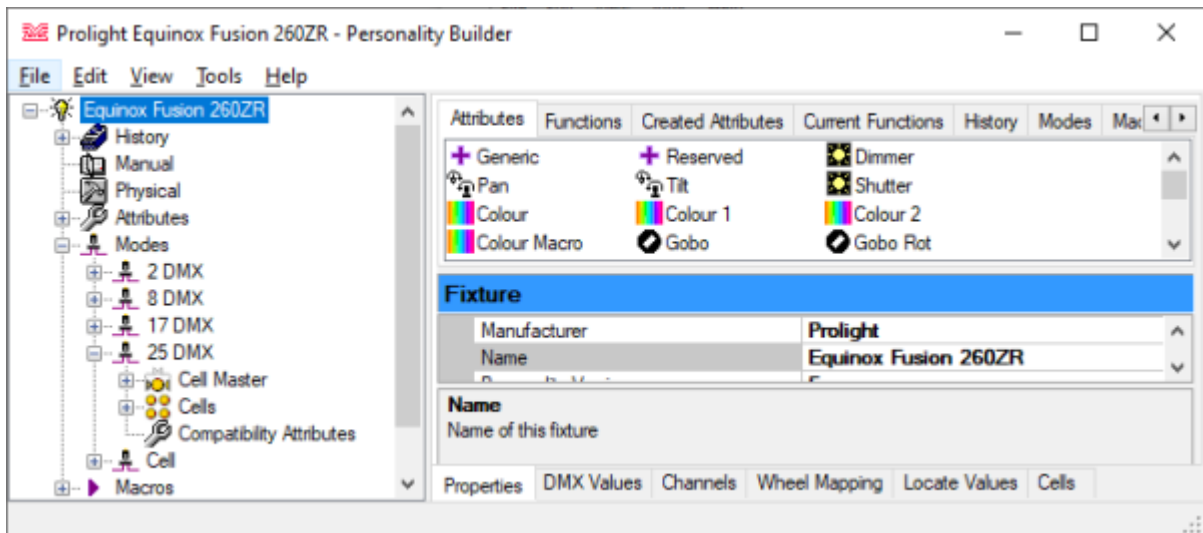 Prolight Equinox Fusion 260ZR - Personality Builder
File Edit View Tools Help
Equinox Fusion 260ZR
History
Manual
Physical
Attributes
Modes
2 DMX
8 DMX
17 DMX
25 DMX
Cell Master
Cells
Compatibility Attributes
Cell
Macros
Attributes Functions Created Attributes Current Functions History Modes
Generic Reserved Dimmer
Pan Tilt Shutter
Colour Colour 1 Colour 2
Colour Macro Gobo Gobo Rot
Fixture
Manufacturer Prolight
Name Equinox Fusion 260ZR
Name
Name of this fixture
Properties DMX Values Channels Wheel Mapping Locate Values Cells